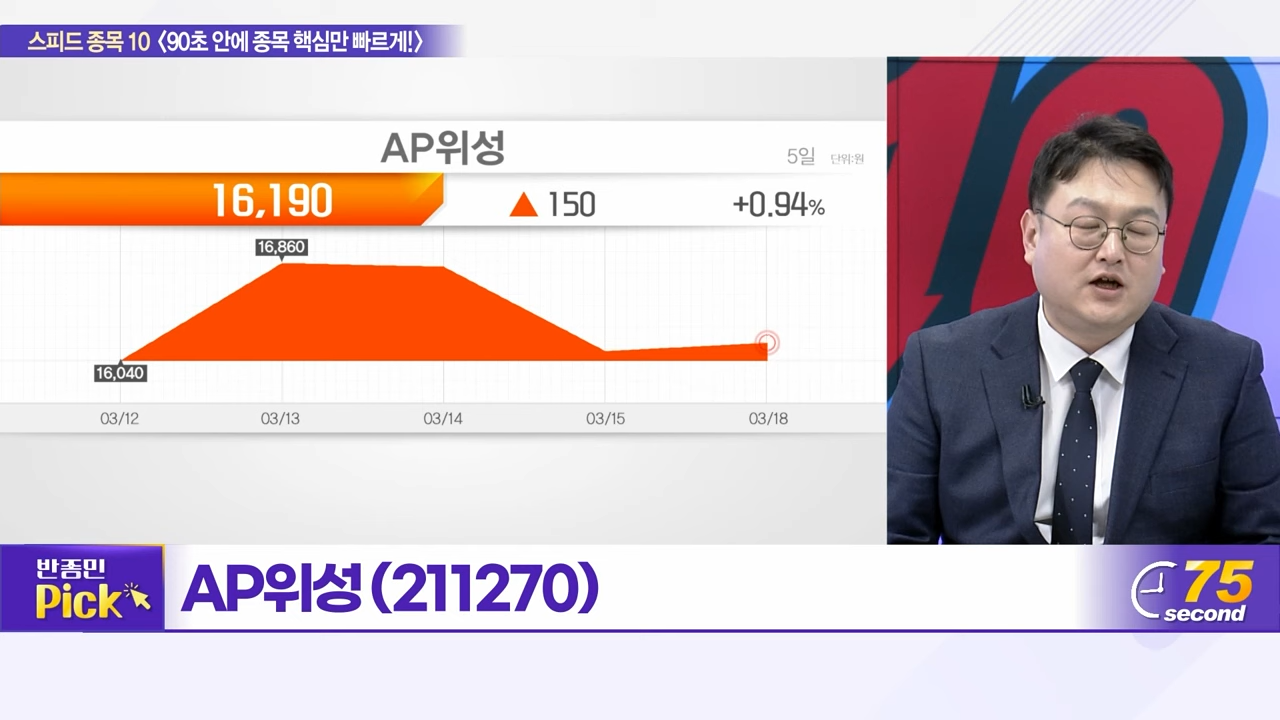 스피드 종목 10 <90초 안에 종목 핵심만 빠르게!>
AP위성
5일 단위:원
16,190 ▲ 150 +0.94%
16,860
16,040
03/12 03/13 03/14 03/15 03/18
반종민
Pick
AP위성(211270)
75
second